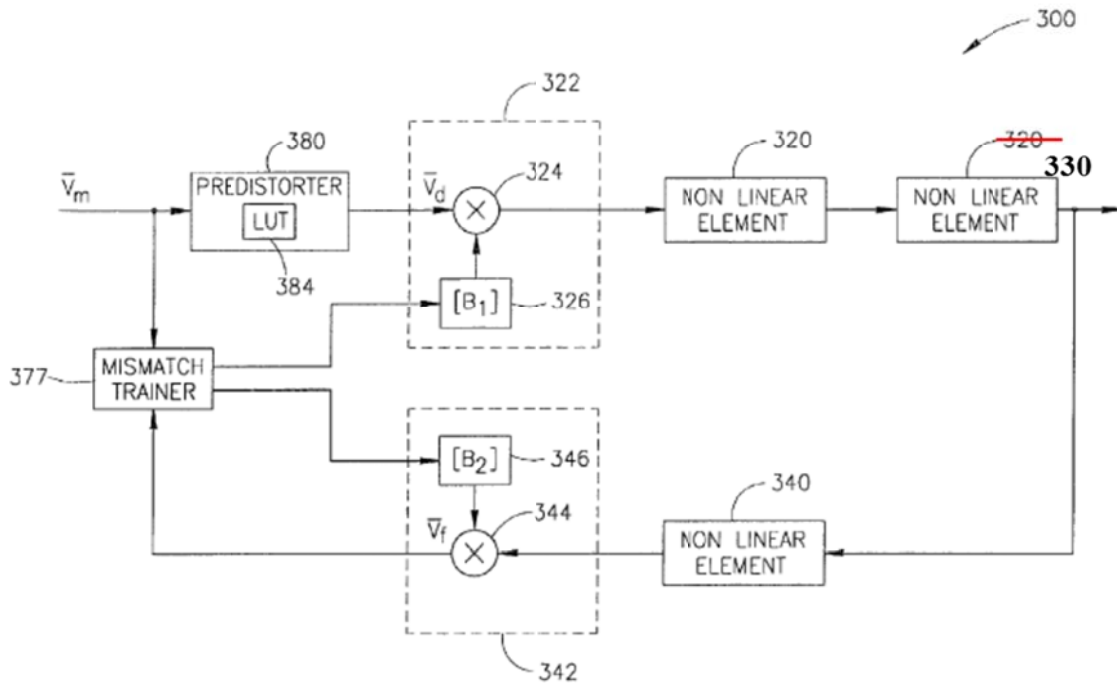 300
322
380
320
320
330
V̄m
PREDISTORTER
LUT
384
V̄d
324
NON LINEAR
ELEMENT
NON LINEAR
ELEMENT
[B1]
326
377
MISMATCH
TRAINER
[B2]
346
V̄f
344
340
NON LINEAR
ELEMENT
342